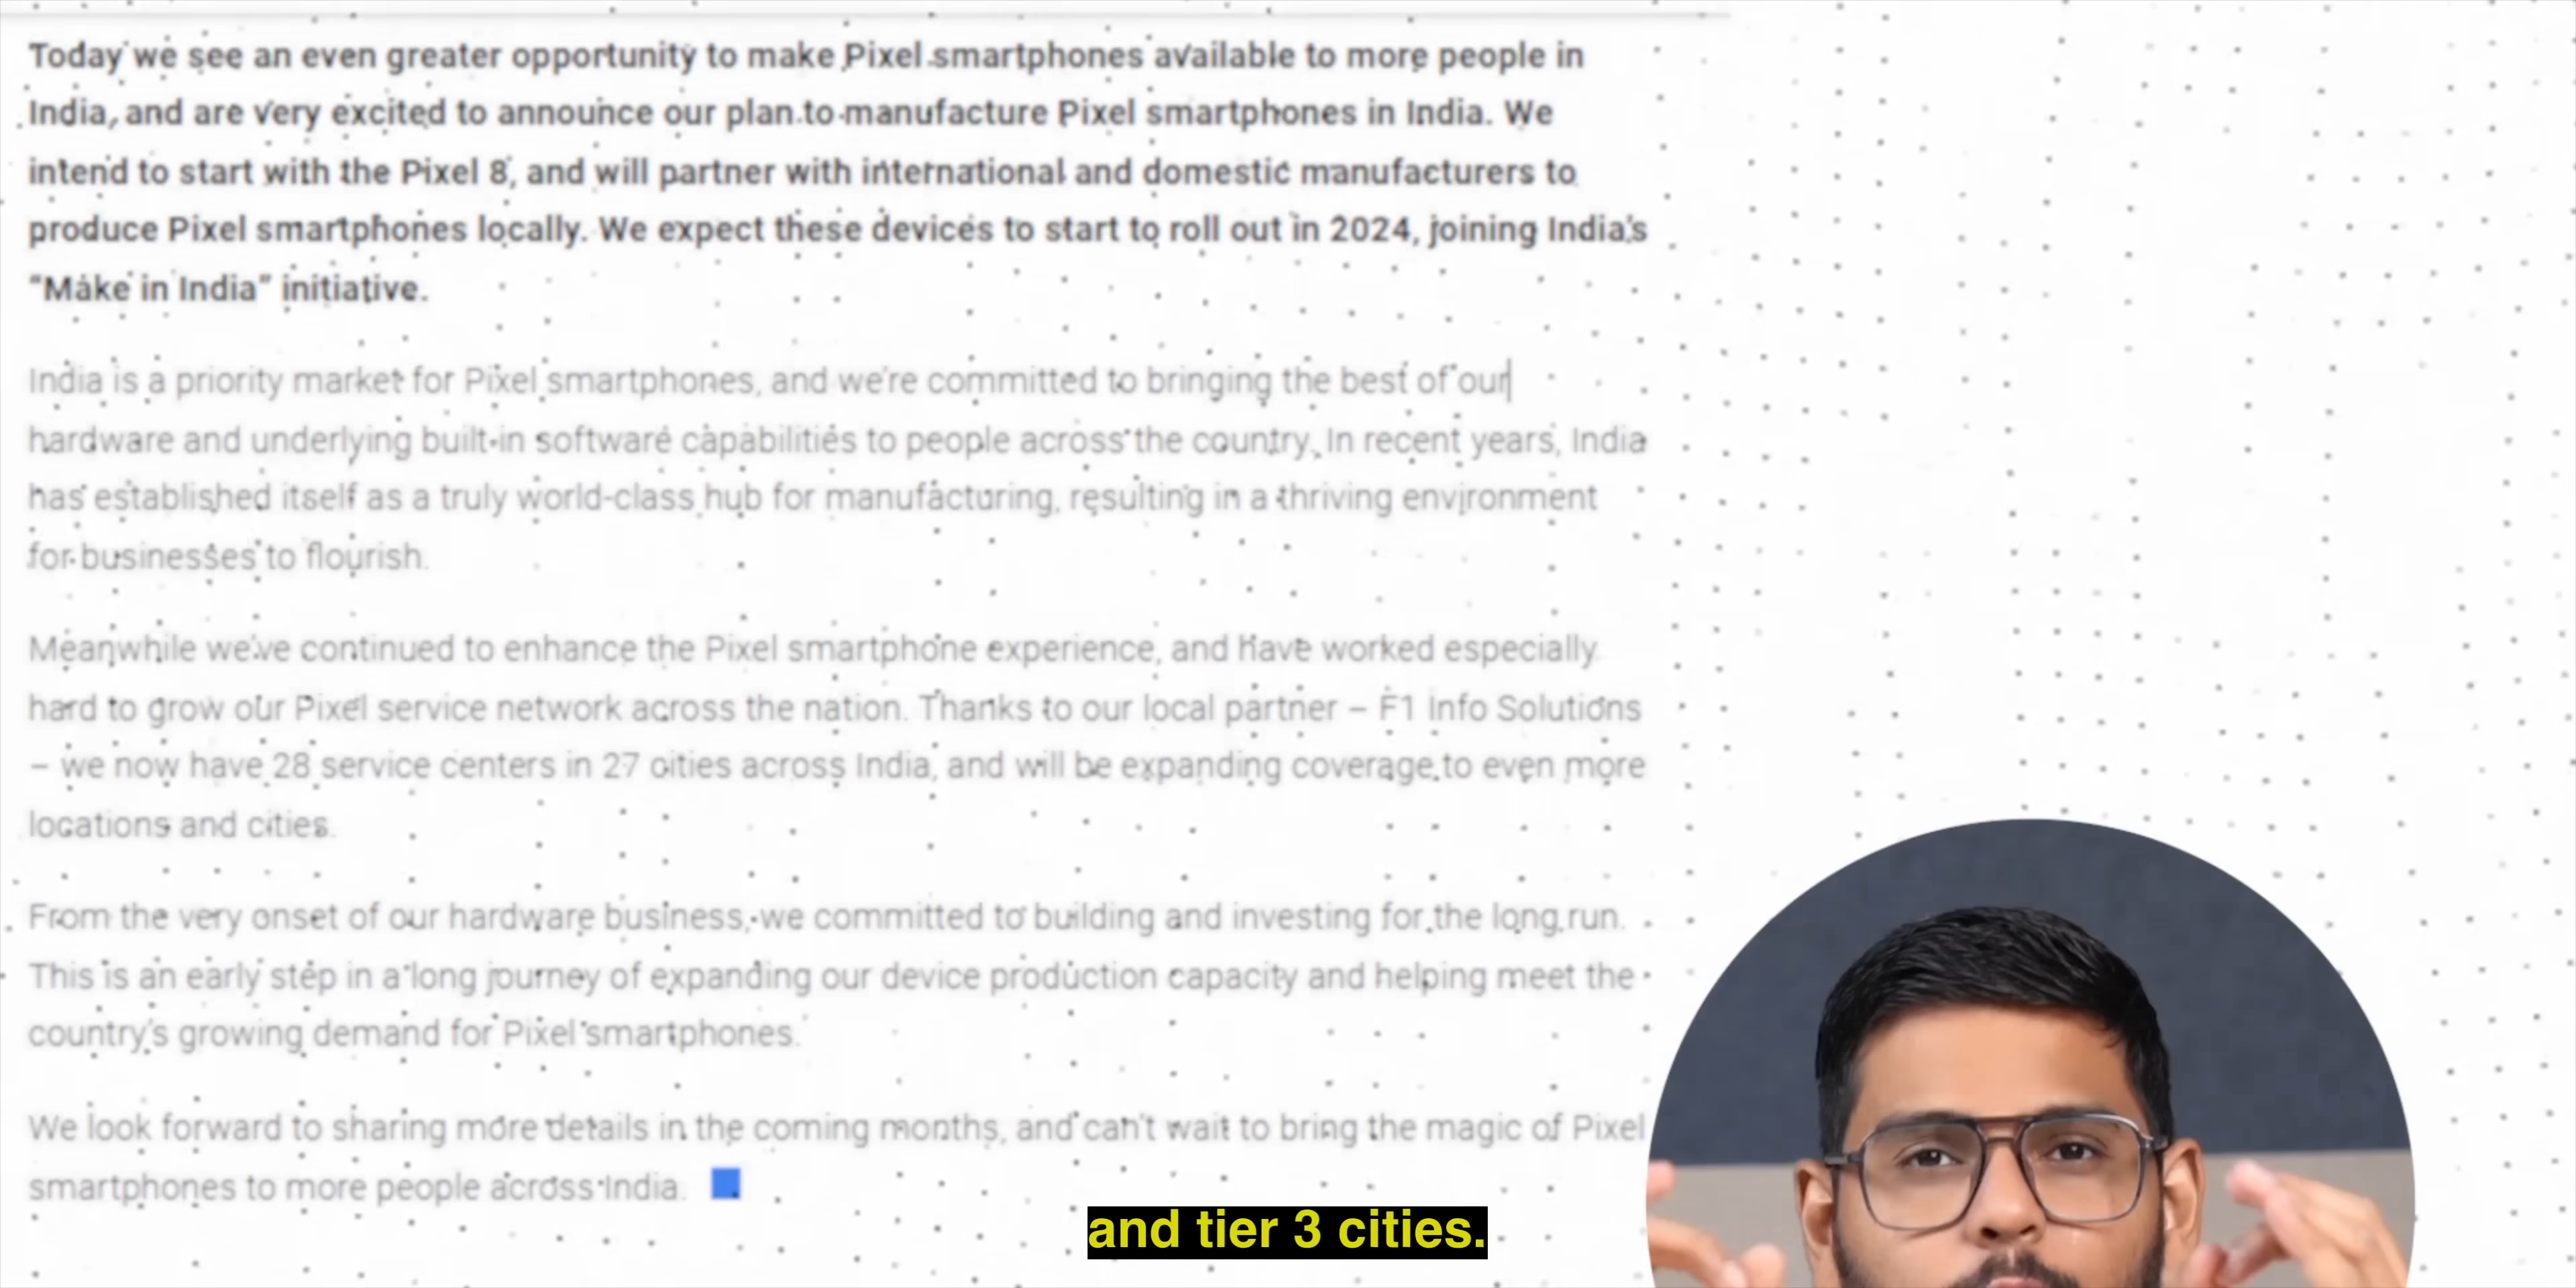 Today we see an even greater opportunity to make Pixel smartphones available to more people in
India, and are very excited to announce our plan to manufacture Pixel smartphones in India. We
intend to start with the Pixel 8, and will partner with international and domestic manufacturers to
produce Pixel smartphones locally. We expect these devices to start to roll out in 2024, joining India's
“Make in India” initiative.
India is a priority market for Pixel smartphones, and we're committed to bringing the best of our
hardware and underlying built-in software capabilities to people across the country. In recent years, India
has established itself as a truly world-class hub for manufacturing, resulting in a thriving environment
for businesses to flourish.
Meanwhile we've continued to enhance the Pixel smartphone experience, and have worked especially
hard to grow our Pixel service network across the nation. Thanks to our local partner – F1 Info Solutions
– we now have 28 service centers in 27 cities across India, and will be expanding coverage to even more
locations and cities.
From the very onset of our hardware business, we committed to building and investing for the long run.
This is an early step in a long journey of expanding our device production capacity and helping meet the
country's growing demand for Pixel smartphones.
We look forward to sharing more details in the coming months, and can't wait to bring the magic of Pixel
smartphones to more people across India.
and tier 3 cities.